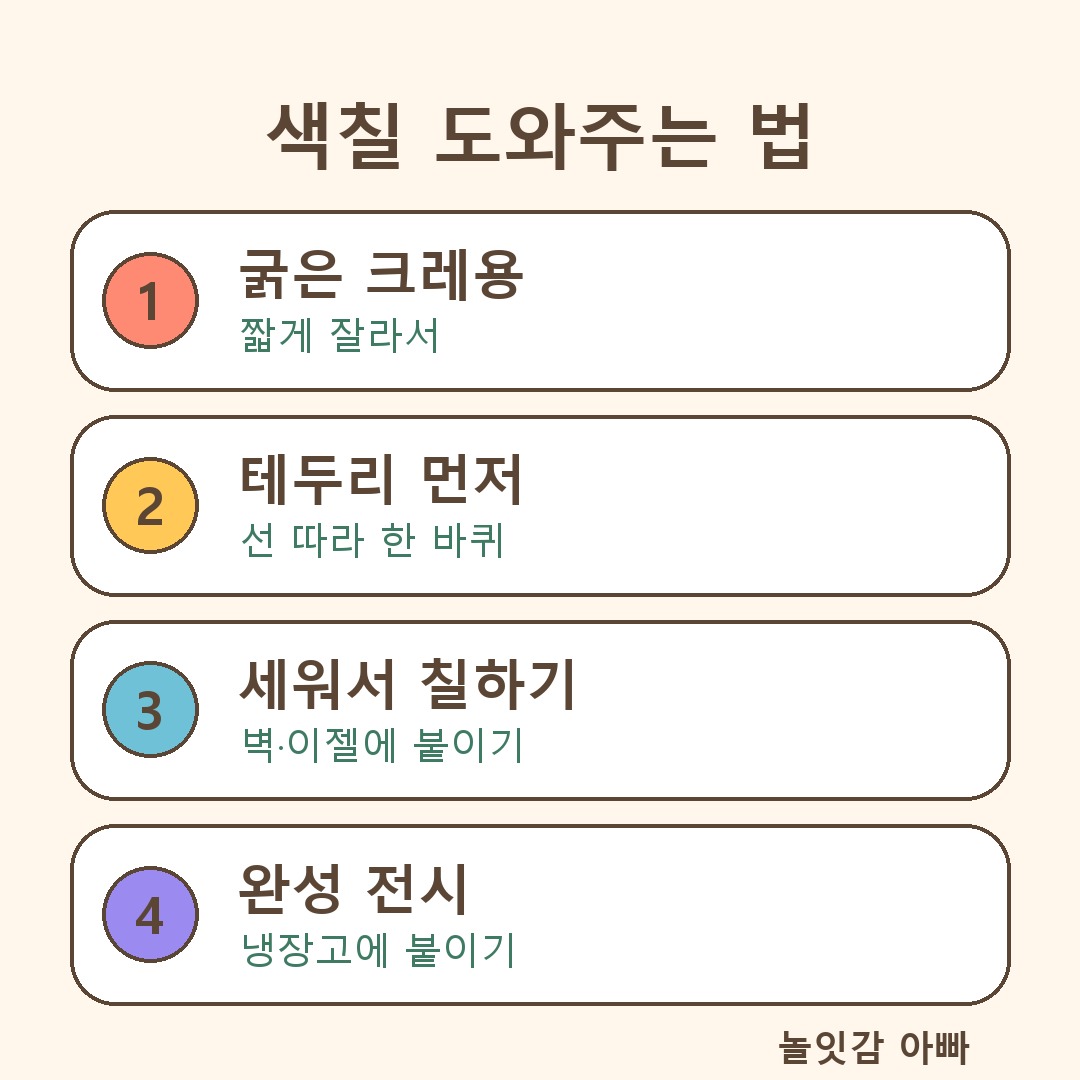 색칠 도와주는 법
1
굵은 크레용
짧게 잘라서
2
테두리 먼저
선 따라 한 바퀴
3
세워서 칠하기
벽·이젤에 붙이기
4
완성 전시
냉장고에 붙이기
놀잇감 아빠